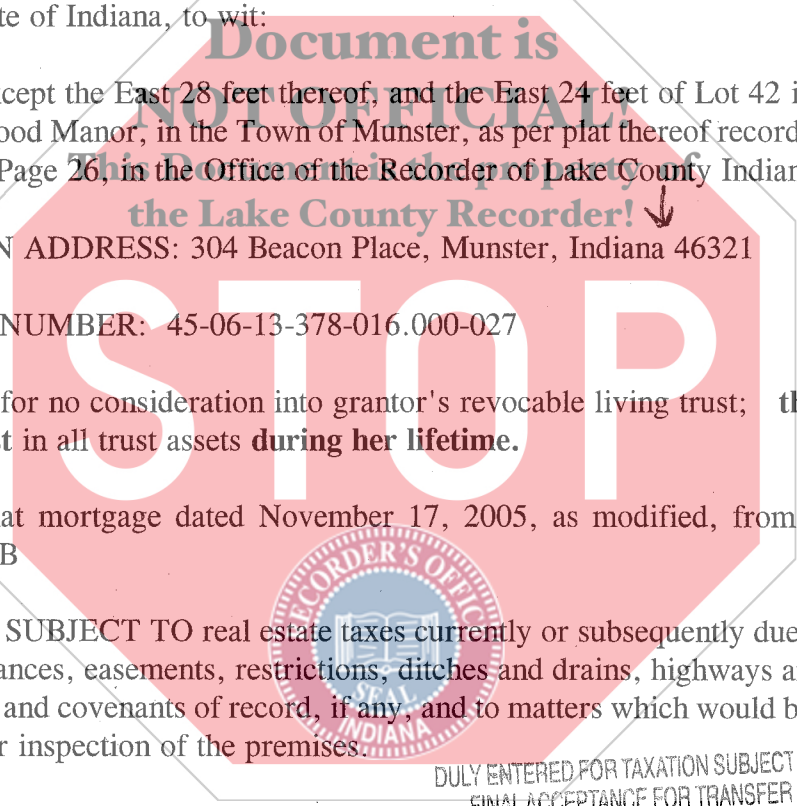 te of Indiana, to wit:
Document is
cept the East 28 feet thereof, and the East 24 feet of Lot 42 i
NOT OFFICIAL!
ood Manor, in the Town of Munster, as per plat thereof record
Page 26, in the Office of the Recorder of Lake County Indian
This Document is the property of
the Lake County Recorder!
N ADDRESS: 304 Beacon Place, Munster, Indiana 46321
NUMBER: 45-06-13-378-016.000-027
STOP
for no consideration into grantor's revocable living trust; th
t in all trust assets during her lifetime.
at mortgage dated November 17, 2005, as modified, from
B
RECORDER'S OFFICE
SUBJECT TO real estate taxes currently or subsequently due
ances, easements, restrictions, ditches and drains, highways a
SEAL
and covenants of record, if any, and to matters which would b
INDIANA
r inspection of the premises.
DULY ENTERED FOR TAXATION SUBJECT
FINAL ACCEPTANCE FOR TRANSFER